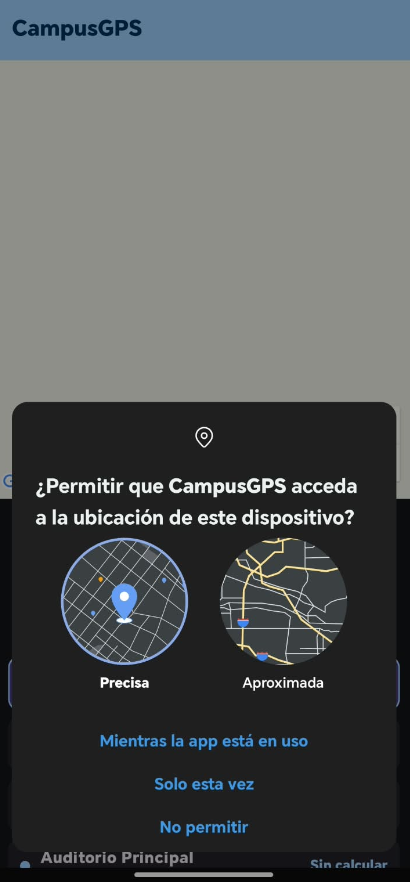 CampusGPS
G
¿Permitir que CampusGPS acceda
a la ubicación de este dispositivo?
Precisa
Aproximada
Mientras la app está en uso
Solo esta vez
No permitir
Auditorio Principal
Sin calcular